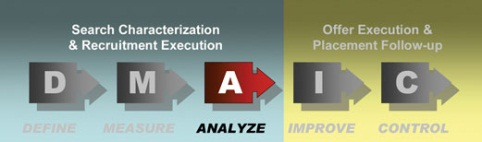 Search Characterization
& Recruitment Execution
Offer Execution &
Placement Follow-up
D M A I C
DEFINE MEASURE ANALYZE IMPROVE CONTROL